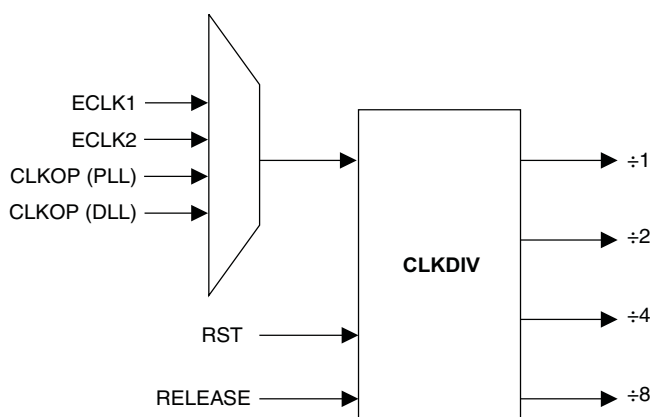 ECLK1
ECLK2
CLKOP (PLL)
CLKOP (DLL)
RST
RELEASE
CLKDIV
÷1
÷2
÷4
÷8